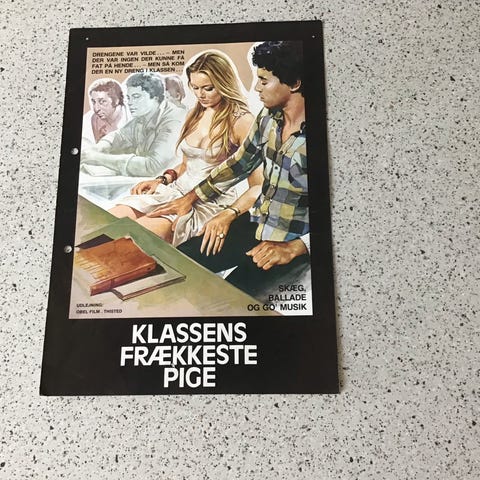 DRENGENE VAR VILDE... – MEN
DER VAR INGEN DER KUNNE FÅ
FAT PÅ HENDE... – MEN SÅ KOM
DER EN NY DRENG I KLASSEN...
SKÆG,
BALLADE
OG GO' MUSIK
UDLEJNING:
OBEL FILM . THISTED
KLASSENS
FRÆKKESTE
PIGE